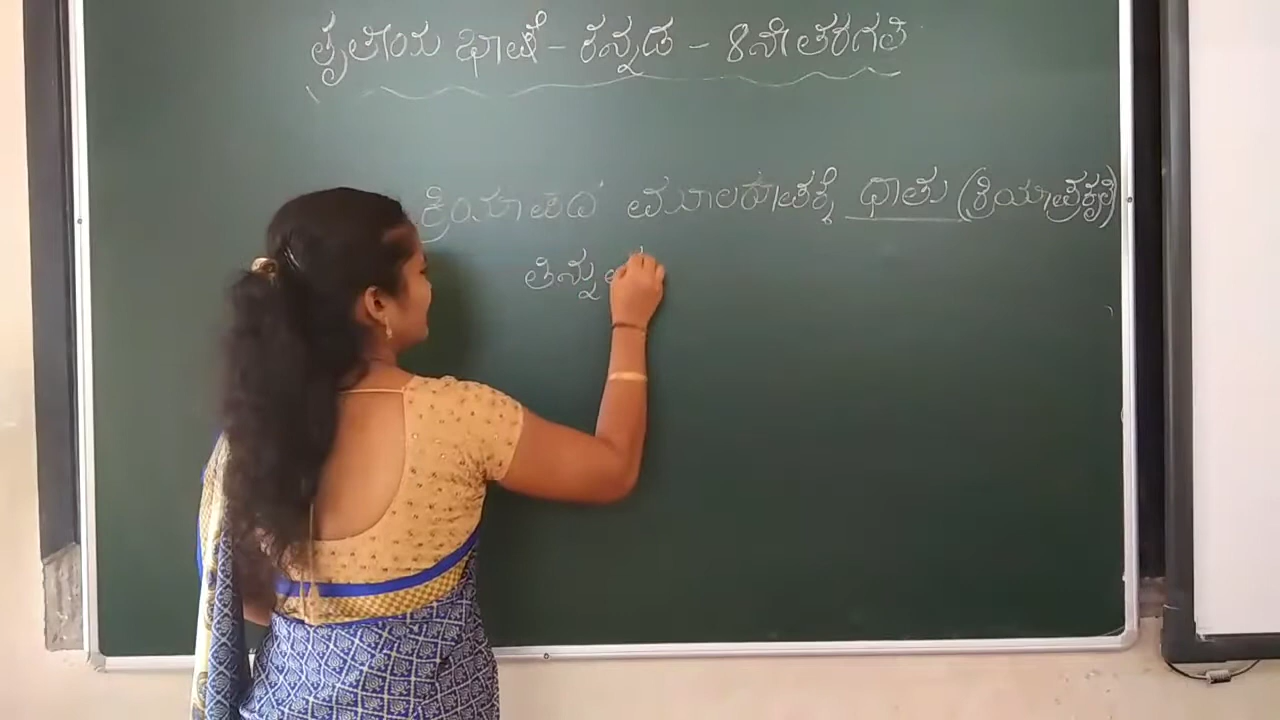 ತೃತೀಯ ಭಾಷೆ - ಕನ್ನಡ - 8ನೇ ತರಗತಿ
ಕ್ರಿಯಾಪದ ಮೂಲರೂಪಕ್ಕೆ ಧಾತು (ಕ್ರಿಯಾಪ್ರಕೃತಿ)
ತಿನ್ನು